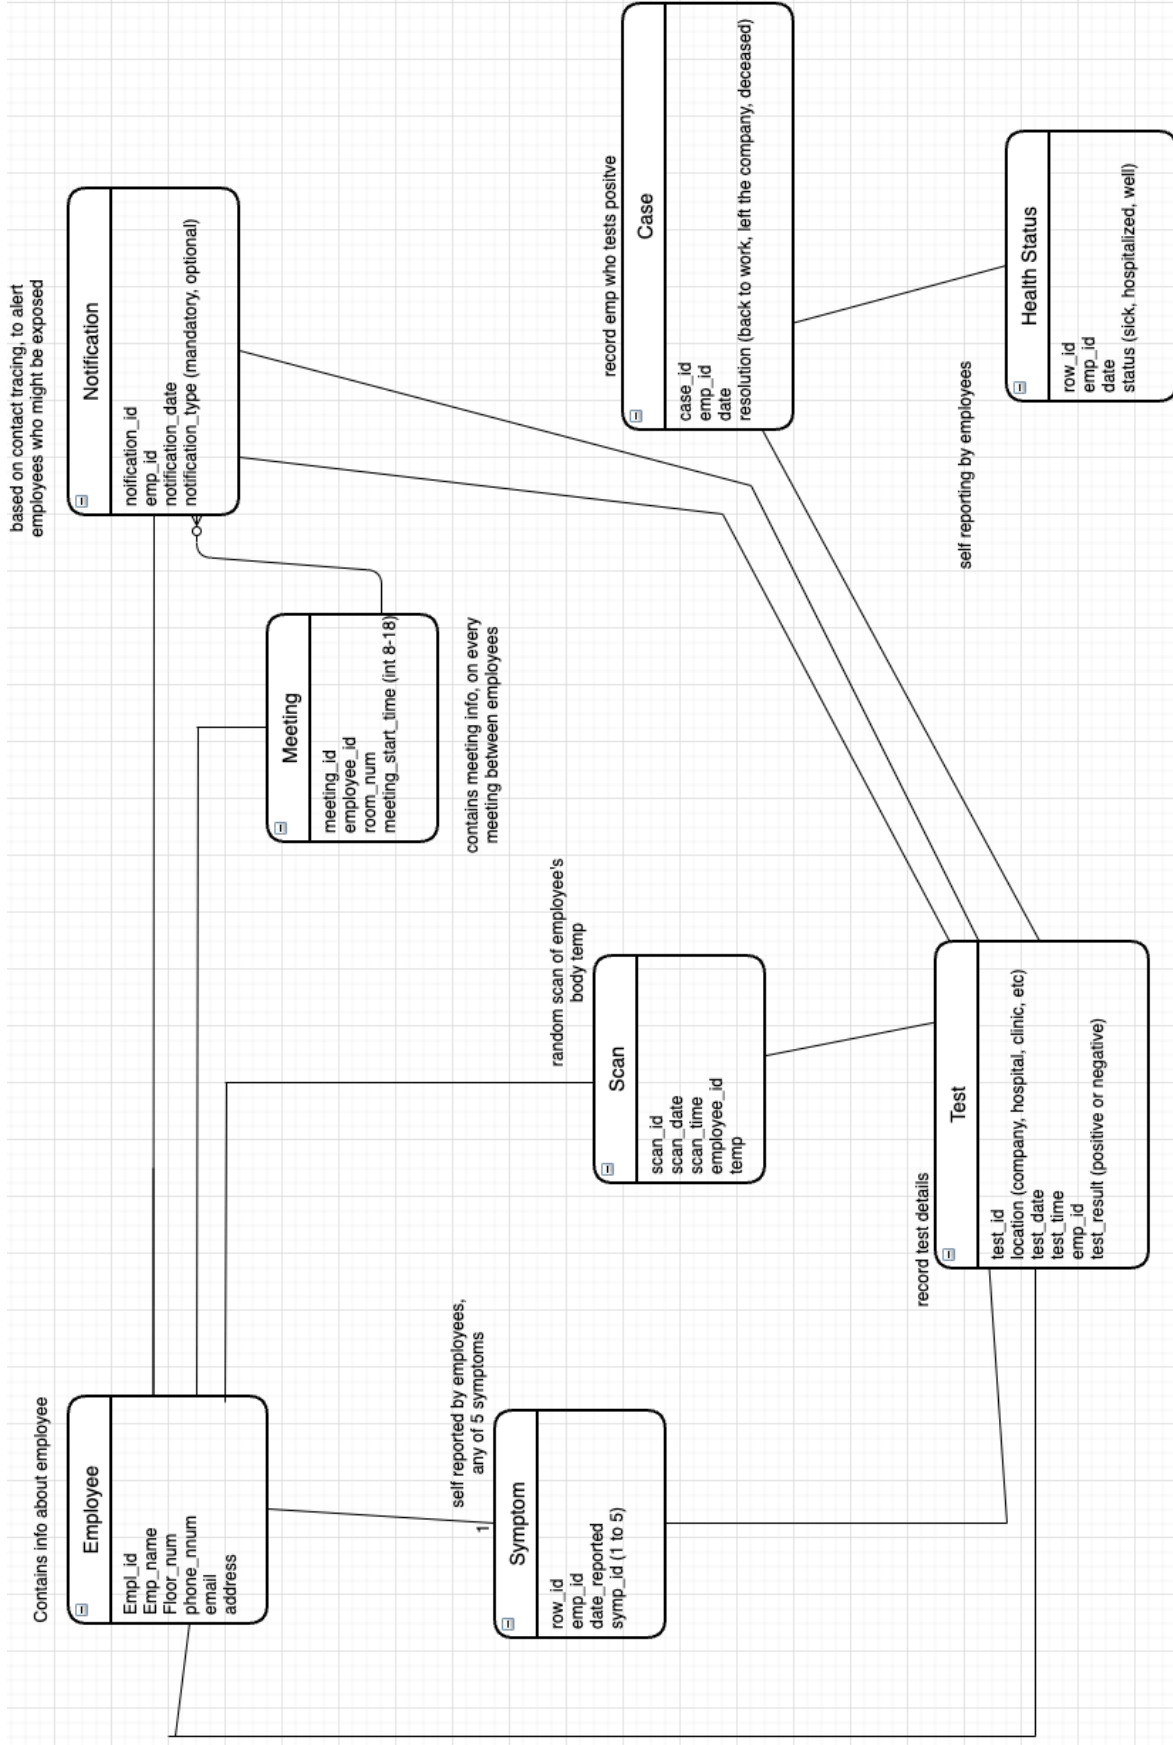 Contains info about employee
Employee
Empl_id
Emp_name
Floor_num
phone_nnum
email
address
based on contact tracing, to alert
employees who might be exposed
Notification
noification_id
emp_id
notification_date
notification_type (mandatory, optional)
Meeting
meeting_id
employee_id
room_num
meeting_start_time (int 8-18)
contains meeting info, on every
meeting between employees
self reported by employees,
any of 5 symptoms
1
Symptom
row_id
emp_id
date_reported
symp_id (1 to 5)
random scan of employee's
body temp
Scan
scan_id
scan_date
scan_time
employee_id
temp
record emp who tests positve
Case
case_id
emp_id
date
resolution (back to work, left the company, deceased)
record test details
Test
test_id
location (company, hospital, clinic, etc)
test_date
test_time
emp_id
test_result (positive or negative)
self reporting by employees
Health Status
row_id
emp_id
date
status (sick, hospitalized, well)